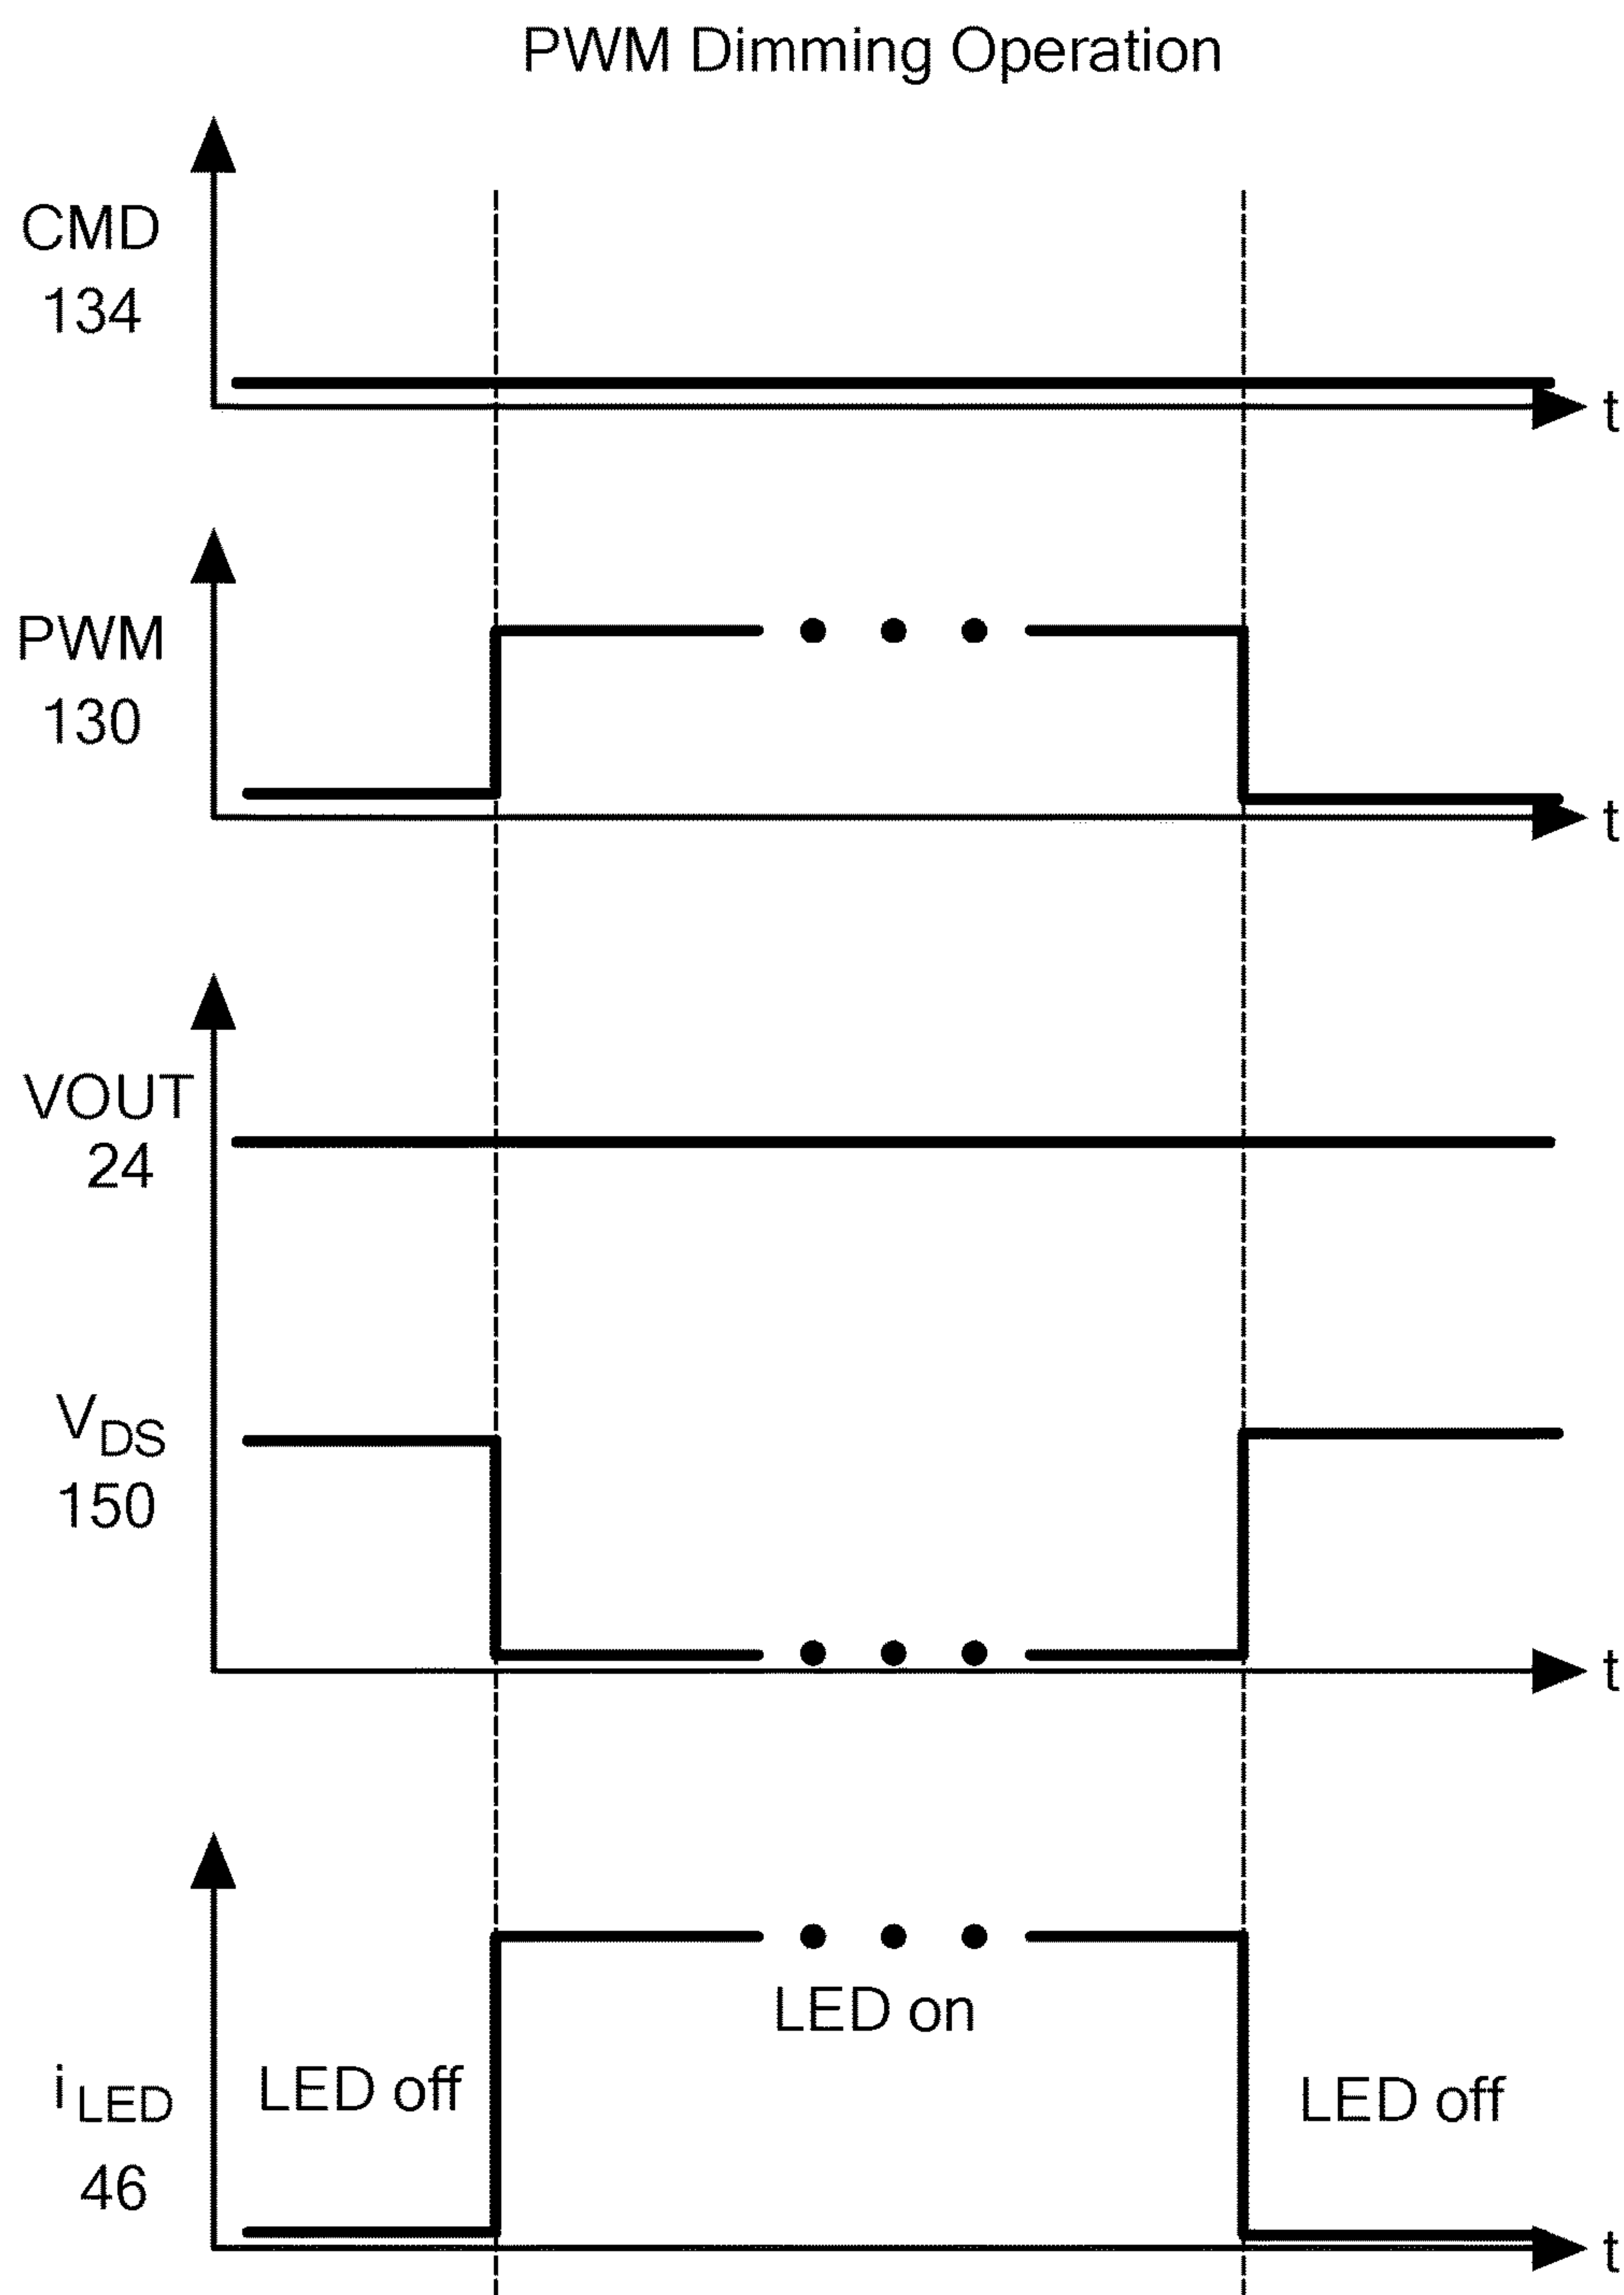 PWM Dimming Operation
CMD
134
t
PWM
130
t
VOUT
24
VDS
150
t
LED on
iLED
LED off
LED off
46
t